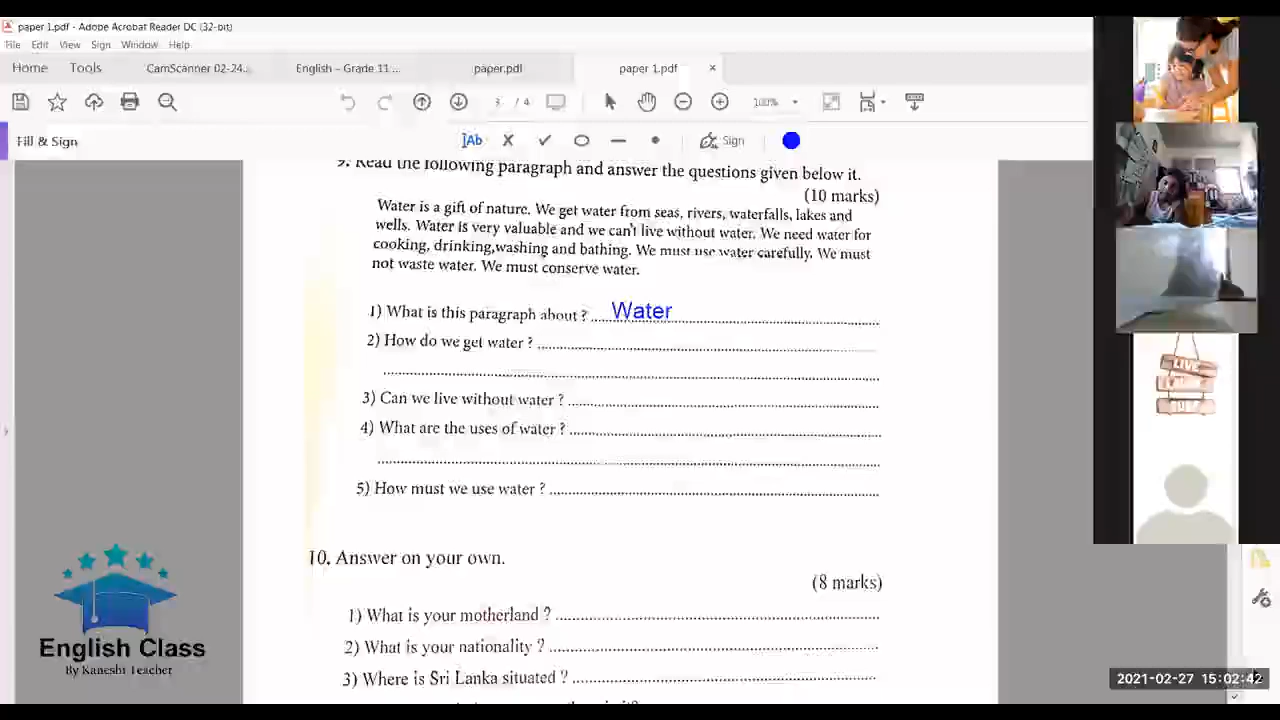 paper 1.pdf - Adobe Acrobat Reader DC (32-bit)
File Edit View Sign Window Help
Home Tools CamScanner 02-24... English – Grade 11 ... paper.pdf paper 1.pdf ×
3 / 4 100%
Fill & Sign
Ab Sign
9. Read the following paragraph and answer the questions given below it.
(10 marks)
Water is a gift of nature. We get water from seas, rivers, waterfalls, lakes and
wells. Water is very valuable and we can't live without water. We need water for
cooking, drinking,washing and bathing. We must use water carefully. We must
not waste water. We must conserve water.
1) What is this paragraph about ? Water
2) How do we get water ?
3) Can we live without water ?
4) What are the uses of water ?
5) How must we use water ?
10. Answer on your own.
(8 marks)
1) What is your motherland ?
2) What is your nationality ?
3) Where is Sri Lanka situated ?
English Class
By Kaneshi Teacher
LIVE
2021-02-27 15:02:42